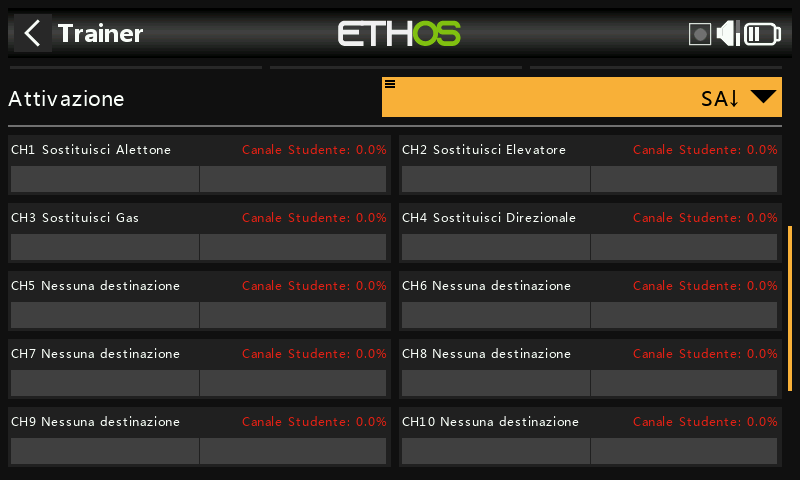 Trainer
ETHOS
Attivazione
SA↓
CH1 Sostituisci Alettone Canale Studente: 0.0%
CH2 Sostituisci Elevatore Canale Studente: 0.0%
CH3 Sostituisci Gas Canale Studente: 0.0%
CH4 Sostituisci Direzionale Canale Studente: 0.0%
CH5 Nessuna destinazione Canale Studente: 0.0%
CH6 Nessuna destinazione Canale Studente: 0.0%
CH7 Nessuna destinazione Canale Studente: 0.0%
CH8 Nessuna destinazione Canale Studente: 0.0%
CH9 Nessuna destinazione Canale Studente: 0.0%
CH10 Nessuna destinazione Canale Studente: 0.0%